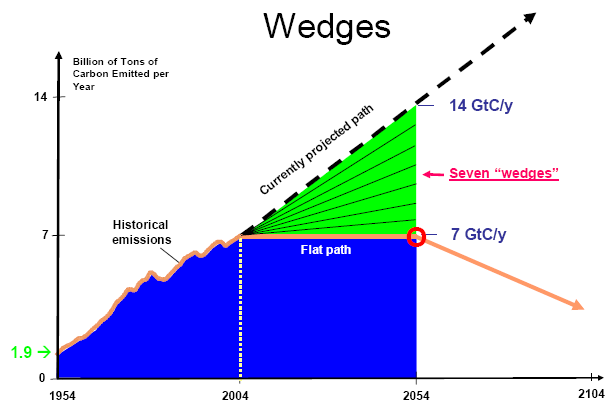 Wedges
Billion of Tons of
Carbon Emitted per
Year
14
14 GtC/y
Currently projected path
Seven “wedges”
Historical
emissions
7
7 GtC/y
Flat path
1.9 →
0
1954
2004
2054
2104